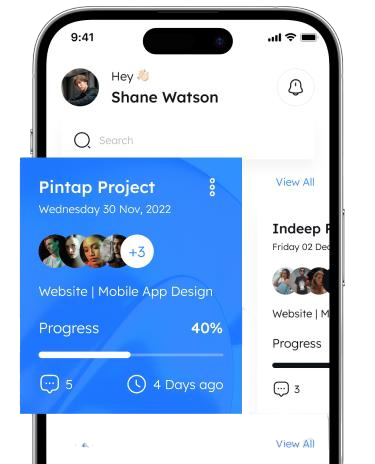 9:41
Hey 👋🏻
Shane Watson
Search
View All
Pintap Project
Wednesday 30 Nov, 2022
+3
Website | Mobile App Design
Progress 40%
5 4 Days ago
Indeep
Friday 02 Dec
Website | M
Progress
3
View All